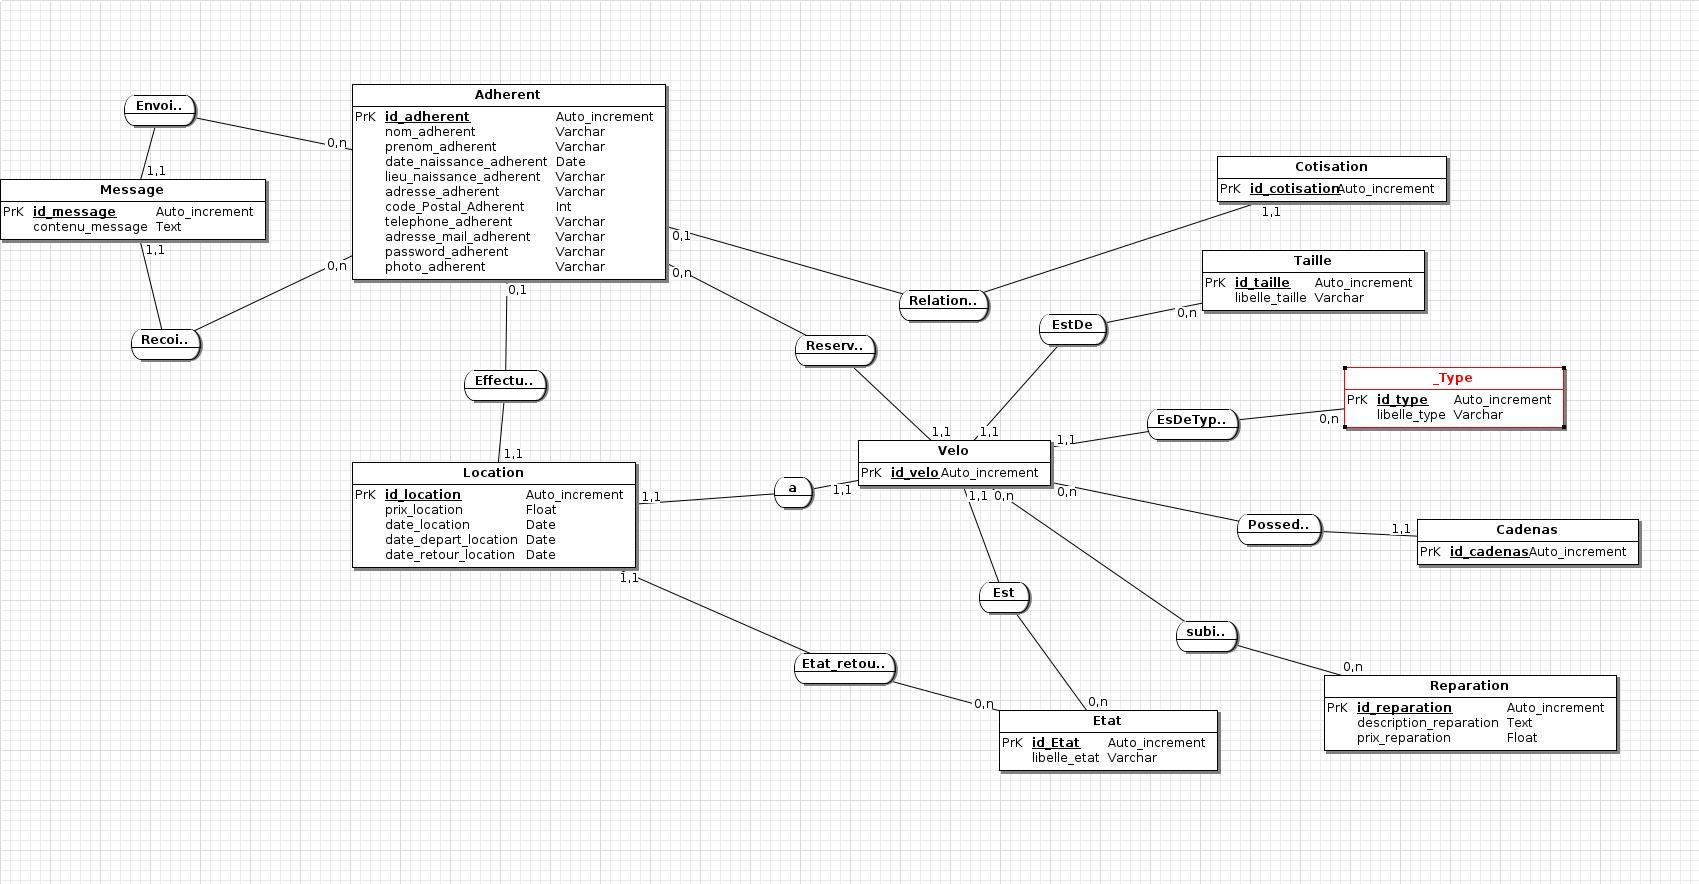 Envoi..
0,n
1,1
Message
PrK id_message Auto_increment
contenu_message Text
1,1
Recoi..
0,n
Adherent
PrK id_adherent Auto_increment
nom_adherent Varchar
prenom_adherent Varchar
date_naissance_adherent Date
lieu_naissance_adherent Varchar
adresse_adherent Varchar
code_Postal_Adherent Int
telephone_adherent Varchar
adresse_mail_adherent Varchar
password_adherent Varchar
photo_adherent Varchar
0,1
0,n
0,1
Effectu..
1,1
Relation..
Reserv..
1,1
Cotisation
PrK id_cotisation Auto_increment
1,1
Taille
PrK id_taille Auto_increment
libelle_taille Varchar
0,n
EstDe
1,1
_Type
PrK id_type Auto_increment
libelle_type Varchar
0,n
EsDeTyp..
1,1
Velo
PrK id_velo Auto_increment
1,1
a
1,1
Location
PrK id_location Auto_increment
prix_location Float
date_location Date
date_depart_location Date
date_retour_location Date
1,1
Etat_retou..
0,n
1,1
0,n
0,n
Possed..
1,1
Cadenas
PrK id_cadenas Auto_increment
Est
0,n
subi..
0,n
Reparation
PrK id_reparation Auto_increment
description_reparation Text
prix_reparation Float
Etat
PrK id_Etat Auto_increment
libelle_etat Varchar